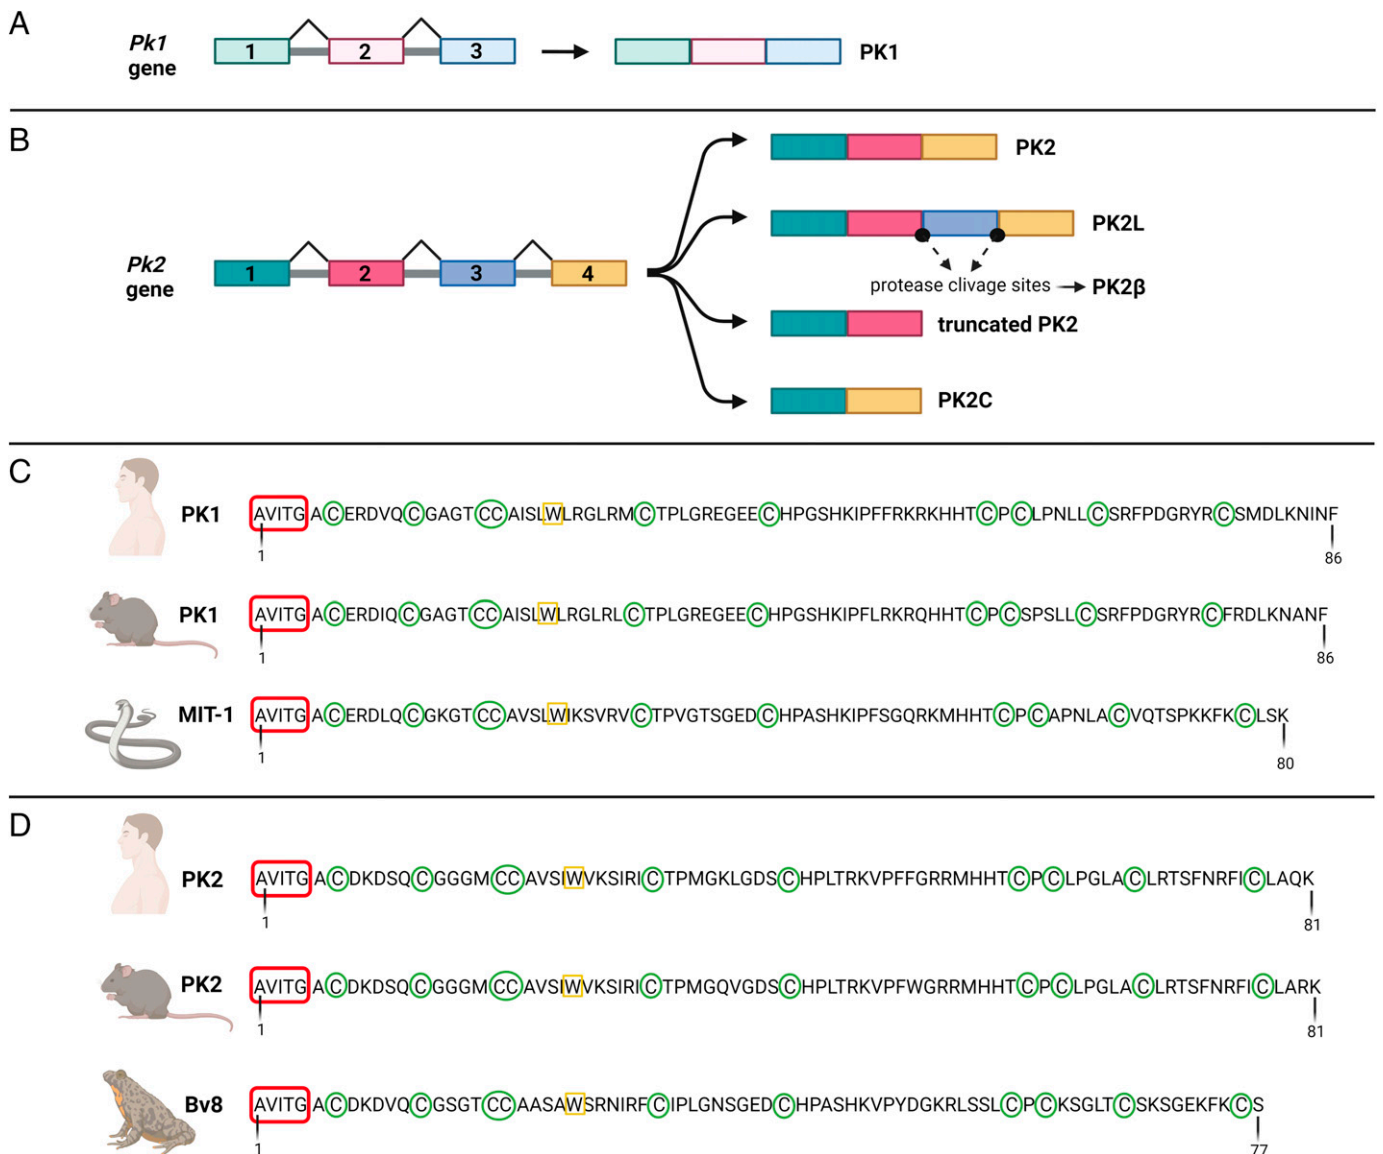 A
Pk1
gene
1 2 3
PK1
B
PK2
PK2L
Pk2
gene
1 2 3 4
protease clivage sites
PK2β
truncated PK2
PK2C
C
PK1
AVITGACERDVQCGAGTCCAISLWLRGLRMCTPLGREGEECHPGSHKIPFFRKRKHHTCPCLPNLLCSRFPDGRYRCSMDLKNINF
1 86
PK1
AVITGACERDIQCGAGTCCAISLWLRGLRLCTPLGREGEECHPGSHKIPFLRKRQHHTCPCSPSLLCSRFPDGRYRCFRDLKNANF
1 86
MIT-1
AVITGACERDLQCGKGTCCAVSLWIKSVRVCTPVGTSGEDCHPASHKIPFSGQRKMHHTCPCAPNLACVQTSPKKFKCLSK
1 80
D
PK2
AVITGACDKDSQCGGGMCCAVSIWVKSIRICTPMGKLGDSCHPLTRKVPFFGRRMHHTCPCLPGLACLRTSFNRFICLAQK
1 81
PK2
AVITGACDKDSQCGGGMCCAVSIWVKSIRICTPMGQVGDSCHPLTRKVPFWGRRMHHTCPCLPGLACLRTSFNRFICLARK
1 81
Bv8
AVITGACDKDVQCGSGTCCAASAWSRNIRFCIPLGNSGEDCHPASHKVPYDGKRLSSLCPCKSGLTCSKSGEKFKCS
1 77